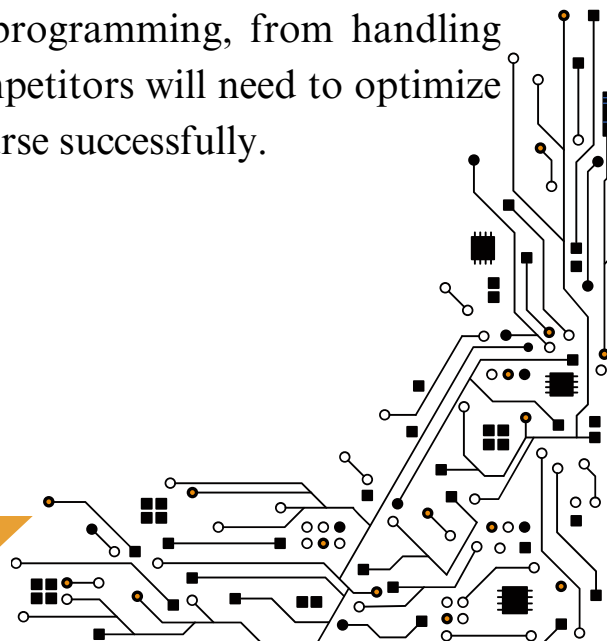 programming, from handling
mpetitors will need to optimize
rse successfully.